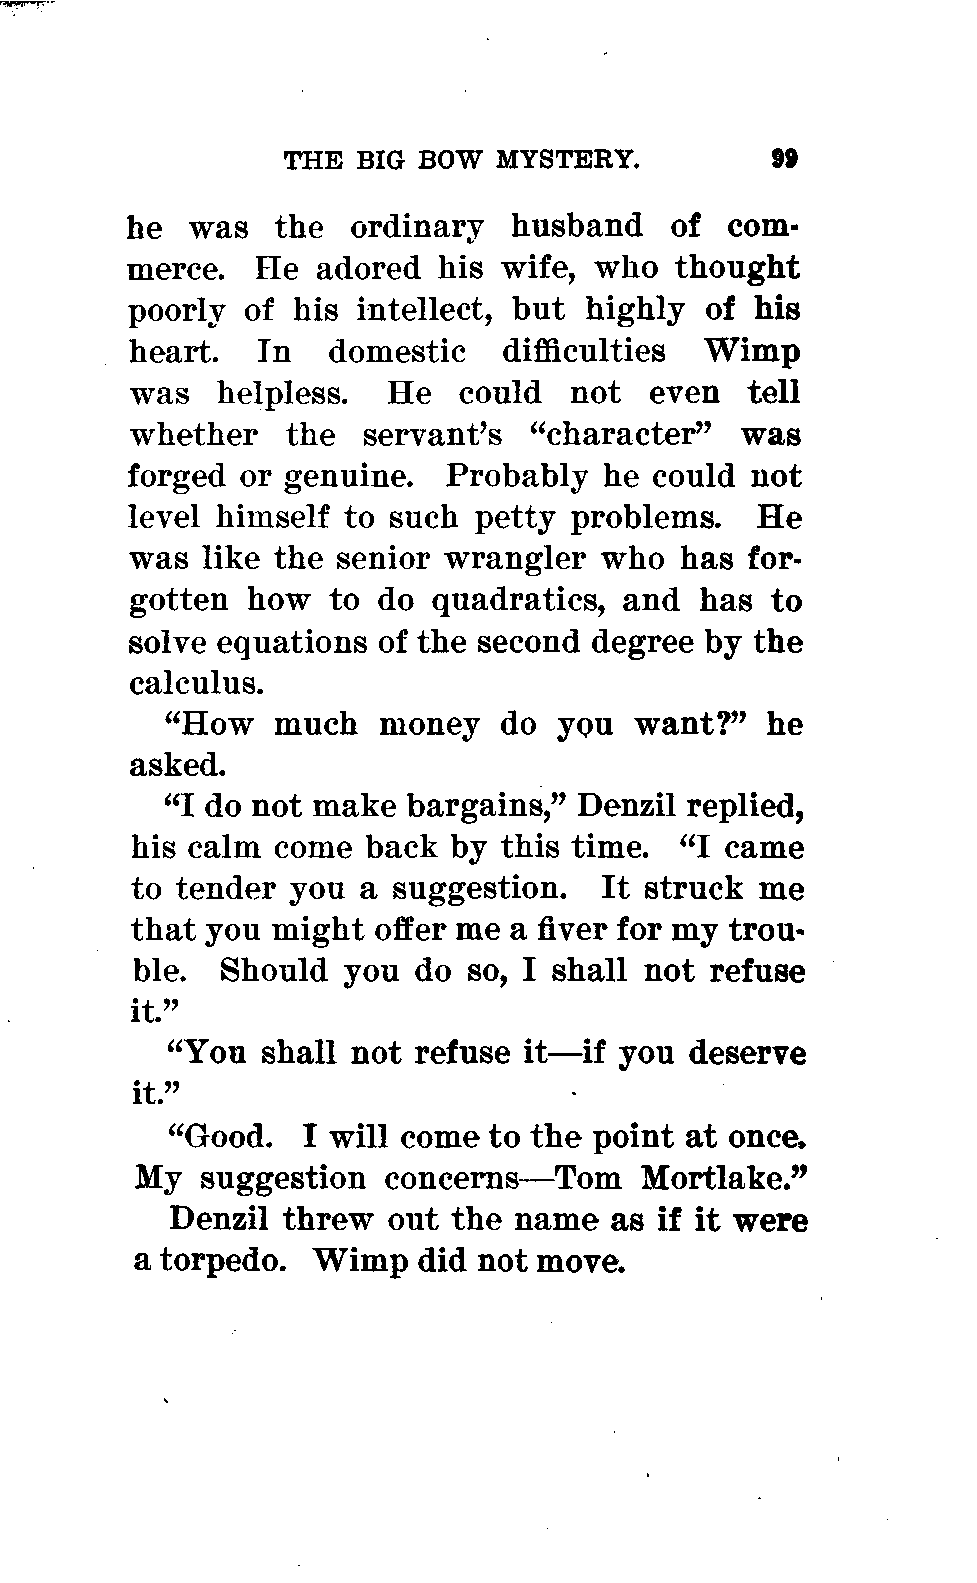 THE BIG BOW MYSTERY. 99
he was the ordinary husband of com-
merce. He adored his wife, who thought
poorly of his intellect, but highly of his
heart. In domestic difficulties Wimp
was helpless. He could not even tell
whether the servant's “character” was
forged or genuine. Probably he could not
level himself to such petty problems. He
was like the senior wrangler who has for-
gotten how to do quadratics, and has to
solve equations of the second degree by the
calculus.
“How much money do you want?” he
asked.
“I do not make bargains,” Denzil replied,
his calm come back by this time. “I came
to tender you a suggestion. It struck me
that you might offer me a fiver for my trou-
ble. Should you do so, I shall not refuse
it.”
“You shall not refuse it—if you deserve
it.”
“Good. I will come to the point at once.
My suggestion concerns—Tom Mortlake.”
Denzil threw out the name as if it were
a torpedo. Wimp did not move.